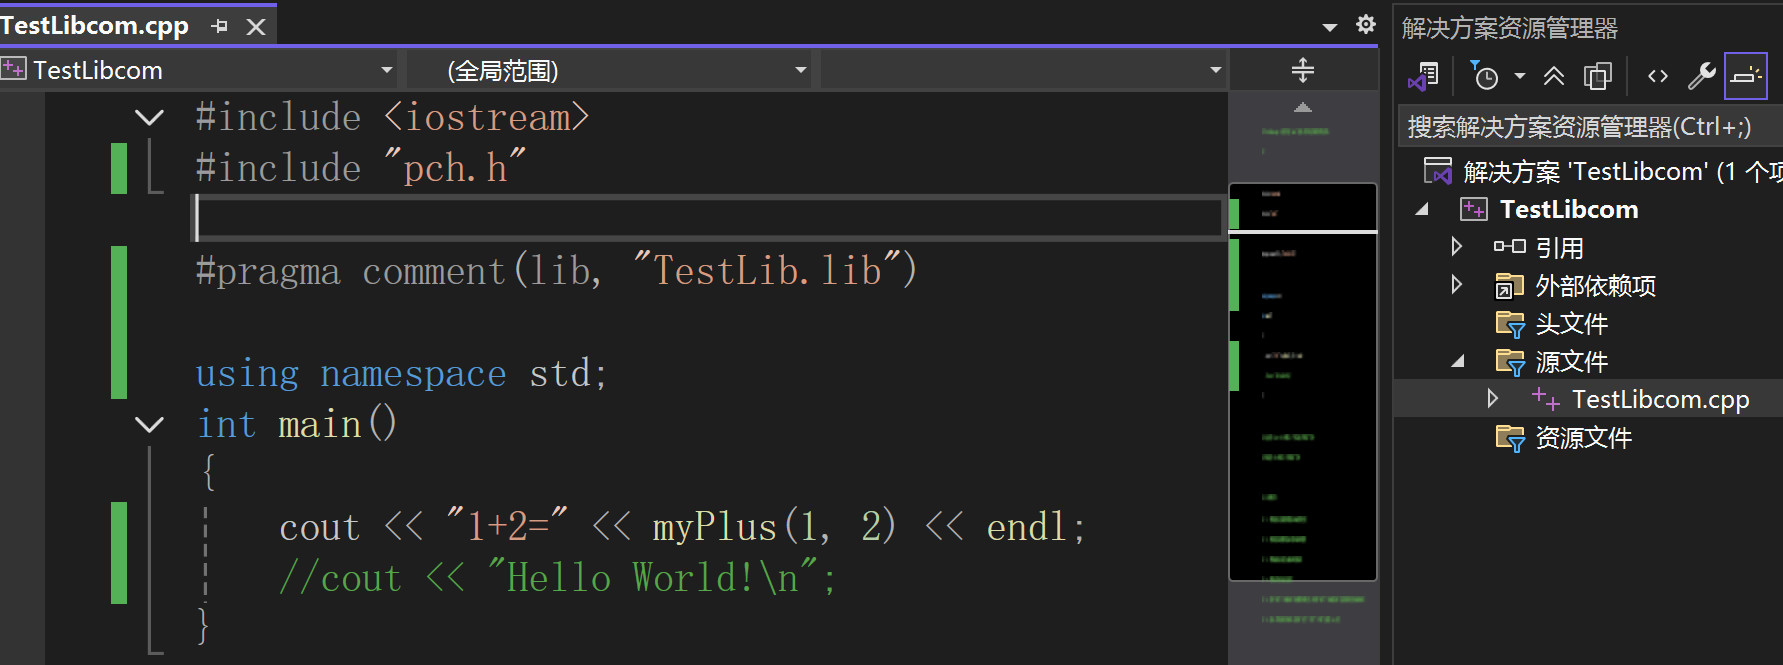 TestLibcom.cpp
TestLibcom
(全局范围)
#include <iostream>
#include "pch.h"
#pragma comment(lib, "TestLib.lib")
using namespace std;
int main()
{
cout << "1+2=" << myPlus(1, 2) << endl;
//cout << "Hello World!\n";
}
解决方案资源管理器
搜索解决方案资源管理器(Ctrl+;)
解决方案 'TestLibcom' (1 个
TestLibcom
引用
外部依赖项
头文件
源文件
TestLibcom.cpp
资源文件